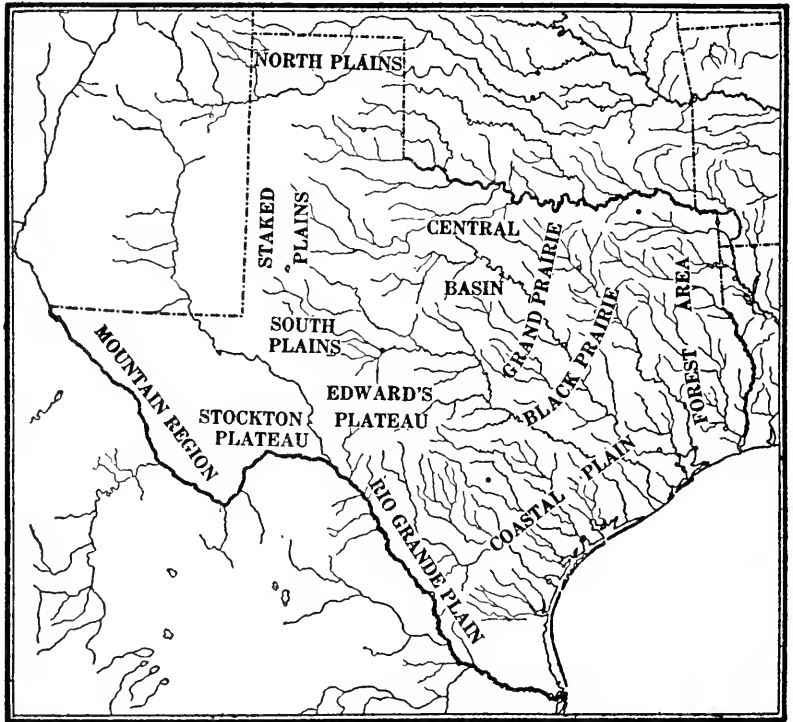 NORTH PLAINS
STAKED
PLAINS
CENTRAL
BASIN
GRAND PRAIRIE
BLACK PRAIRIE
FOREST AREA
SOUTH
PLAINS
MOUNTAIN REGION
STOCKTON
PLATEAU
EDWARD'S
PLATEAU
COASTAL PLAIN
RIO GRANDE PLAIN